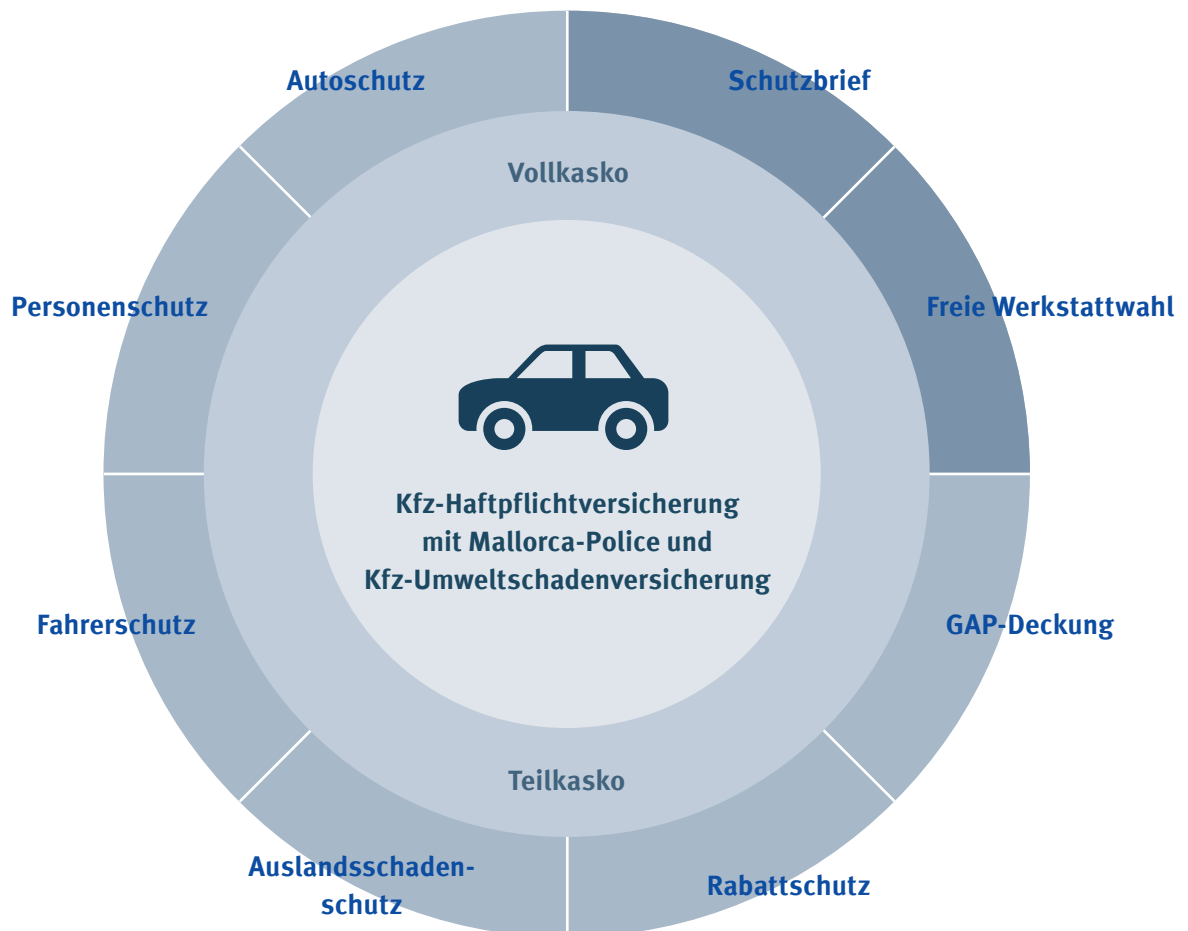 Autoschutz
Schutzbrief
Vollkasko
Personenschutz
Freie Werkstattwahl
Kfz-Haftpflichtversicherung
mit Mallorca-Police und
Kfz-Umweltschadenversicherung
Fahrerschutz
GAP-Deckung
Teilkasko
Auslandsschaden-
schutz
Rabattschutz